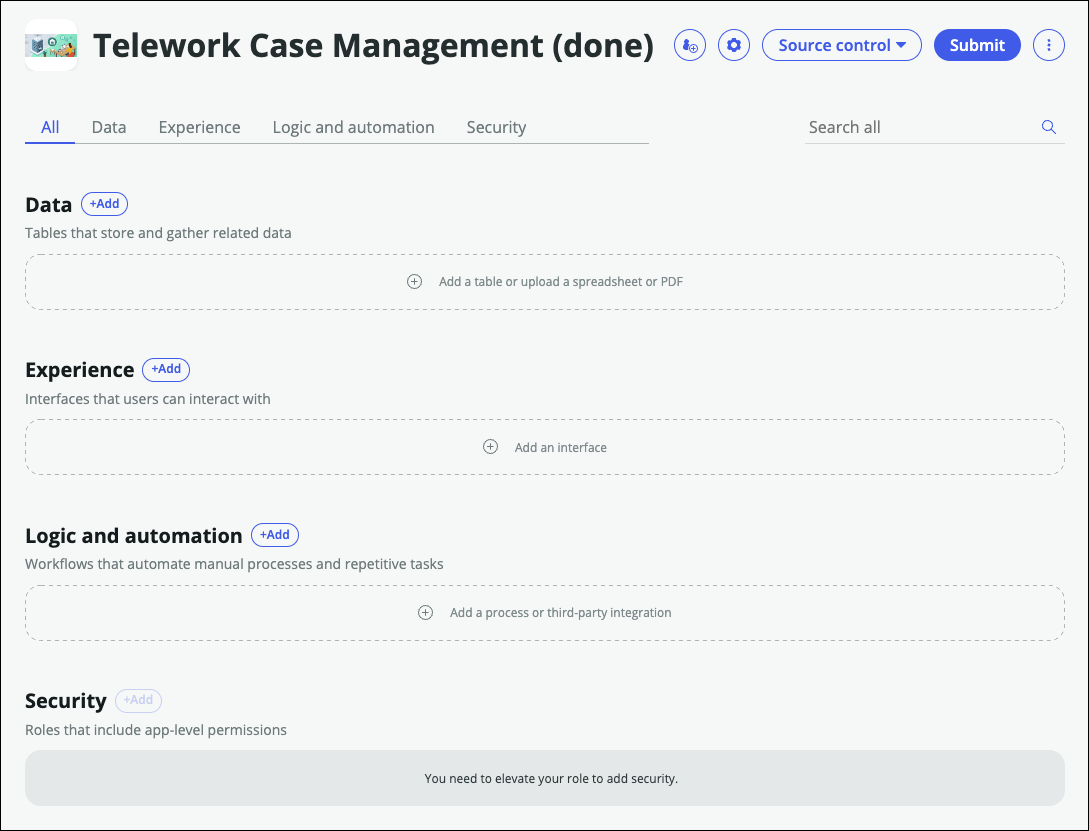 Telework Case Management (done)
Source control
Submit
All
Data
Experience
Logic and automation
Security
Search all
Data
+Add
Tables that store and gather related data
Add a table or upload a spreadsheet or PDF
Experience
+Add
Interfaces that users can interact with
Add an interface
Logic and automation
+Add
Workflows that automate manual processes and repetitive tasks
Add a process or third-party integration
Security
+Add
Roles that include app-level permissions
You need to elevate your role to add security.